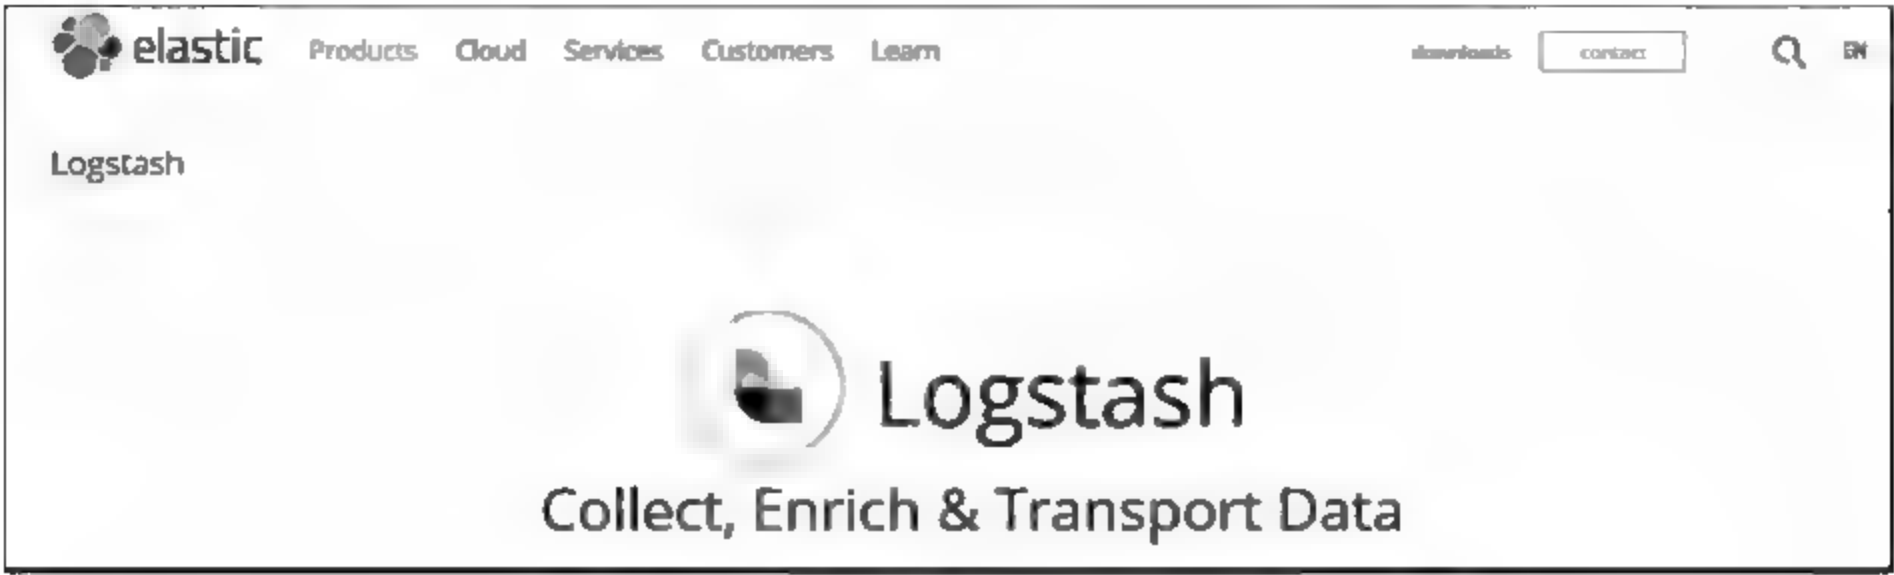 elastic Products Cloud Services Customers Learn downloads contact EN
Logstash
Logstash
Collect, Enrich & Transport Data